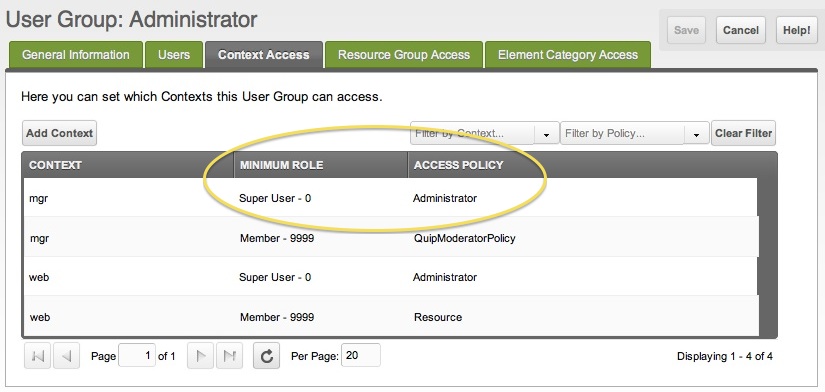 User Group: Administrator
Save Cancel Help!
General Information Users Context Access Resource Group Access Element Category Access
Here you can set which Contexts this User Group can access.
Add Context Filter by Context... Filter by Policy... Clear Filter
CONTEXT MINIMUM ROLE ACCESS POLICY
mgr Super User - 0 Administrator
mgr Member - 9999 QuipModeratorPolicy
web Super User - 0 Administrator
web Member - 9999 Resource
Page 1 of 1 Per Page: 20 Displaying 1 - 4 of 4